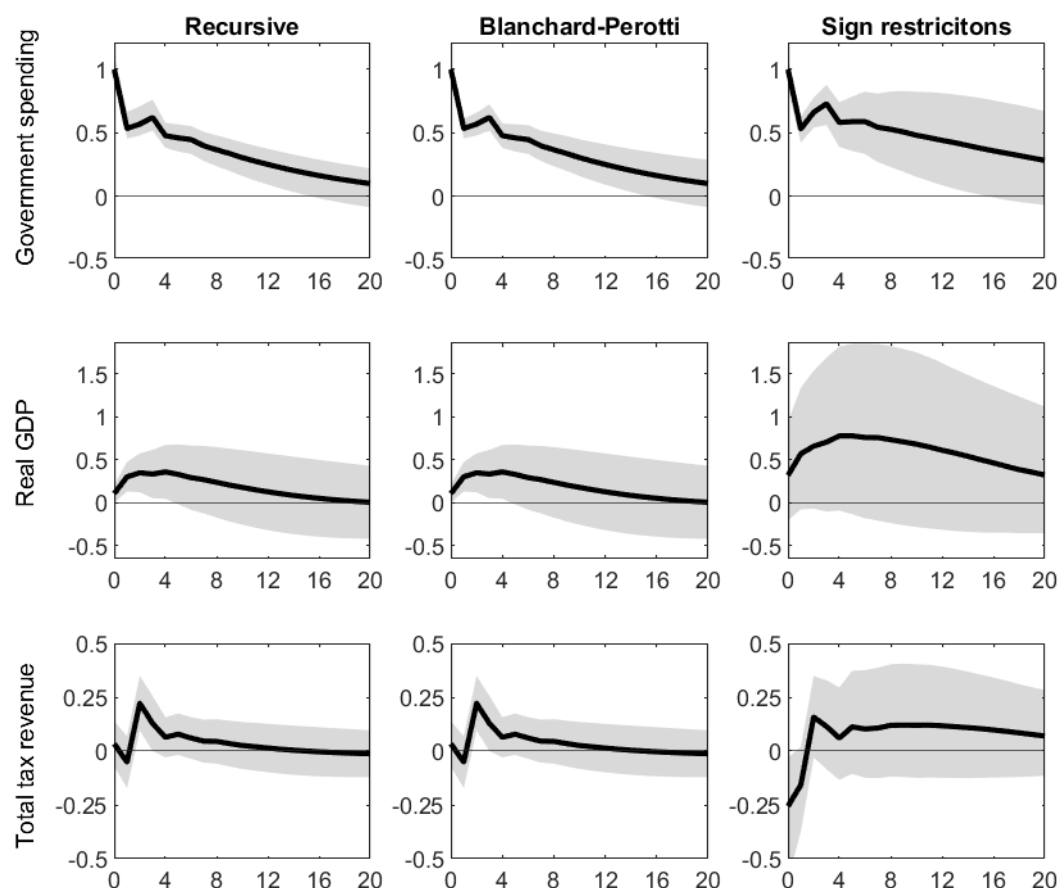 Recursive Blanchard-Perotti Sign restricitons
Government spending
1 1 1
0.5 0.5 0.5
0 0 0
-0.5 -0.5 -0.5
0 4 8 12 16 20 0 4 8 12 16 20 0 4 8 12 16 20
Real GDP
1.5 1.5 1.5
1 1 1
0.5 0.5 0.5
0 0 0
-0.5 -0.5 -0.5
0 4 8 12 16 20 0 4 8 12 16 20 0 4 8 12 16 20
Total tax revenue
0.5 0.5 0.5
0.25 0.25 0.25
0 0 0
-0.25 -0.25 -0.25
-0.5 -0.5 -0.5
0 4 8 12 16 20 0 4 8 12 16 20 0 4 8 12 16 20